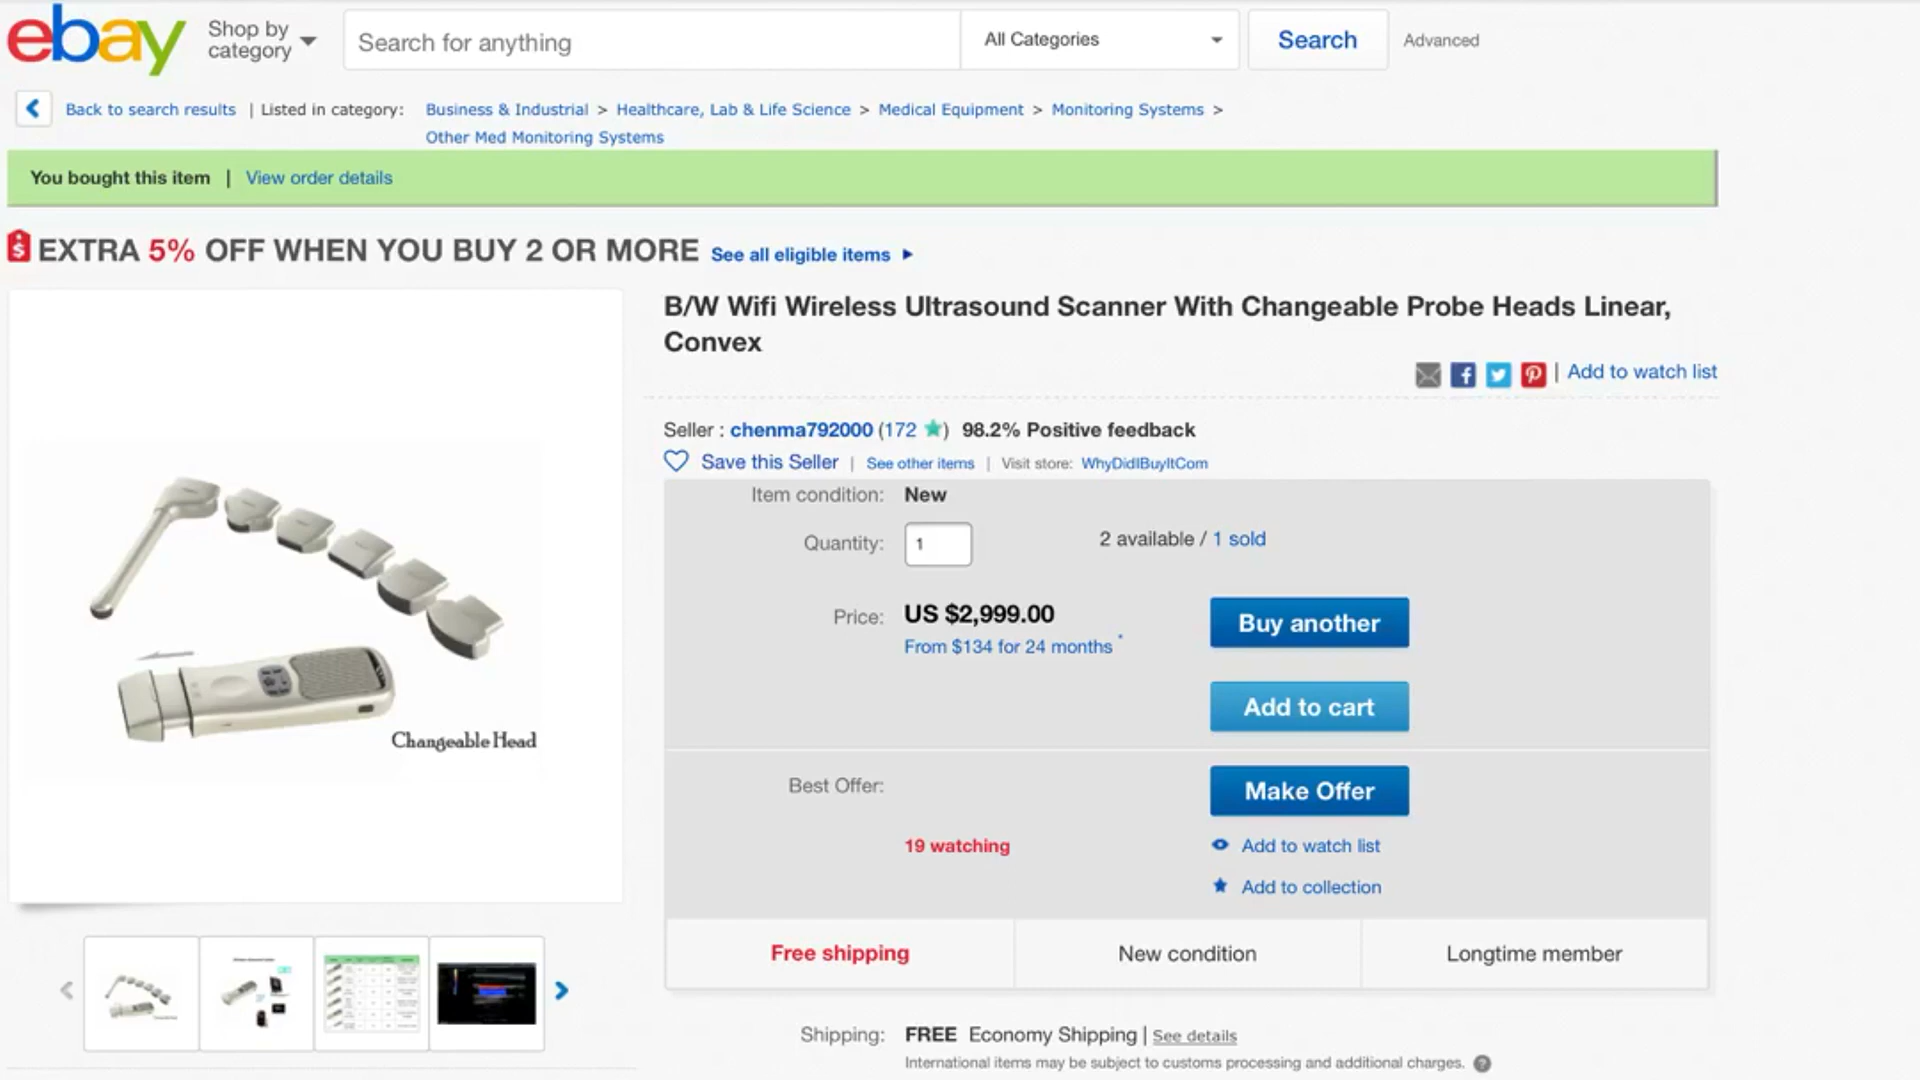 ebay
Shop by
category
Search for anything
All Categories
Search
Advanced
Back to search results | Listed in category: Business & Industrial > Healthcare, Lab & Life Science > Medical Equipment > Monitoring Systems >
Other Med Monitoring Systems
You bought this item | View order details
EXTRA 5% OFF WHEN YOU BUY 2 OR MORE See all eligible items
B/W Wifi Wireless Ultrasound Scanner With Changeable Probe Heads Linear,
Convex
| Add to watch list
Seller : chenma792000 (172 ) 98.2% Positive feedback
Save this Seller | See other items | Visit store: WhyDidIBuyItCom
Item condition: New
Quantity: 1
2 available / 1 sold
Price: US $2,999.00
From $134 for 24 months *
Buy another
Add to cart
Changeable Head
Best Offer:
Make Offer
19 watching
Add to watch list
Add to collection
Free shipping
New condition
Longtime member
Shipping: FREE Economy Shipping | See details
International items may be subject to customs processing and additional charges. ?